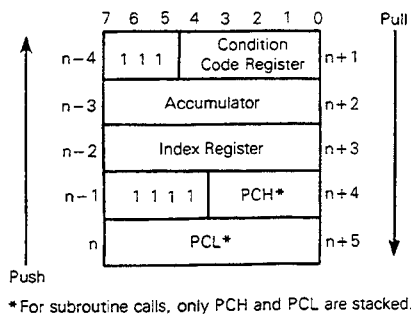 7 6 5 4 3 2 1 0 Pull
n−4 1 1 1 Condition Code Register n+1
n−3 Accumulator n+2
n−2 Index Register n+3
n−1 1 1 1 1 PCH* n+4
n PCL* n+5
Push
*For subroutine calls, only PCH and PCL are stacked.